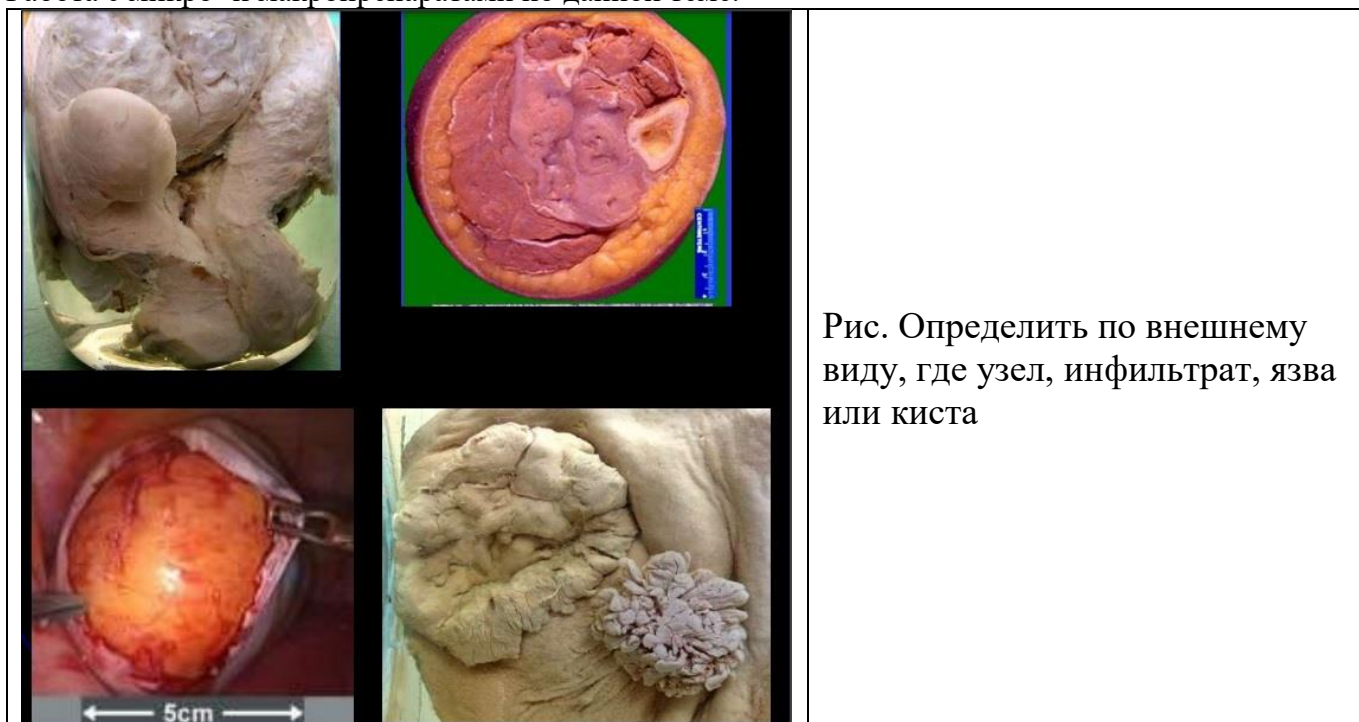 Рис. Определить по внешнему
виду, где узел, инфильтрат, язва
или киста
5cm